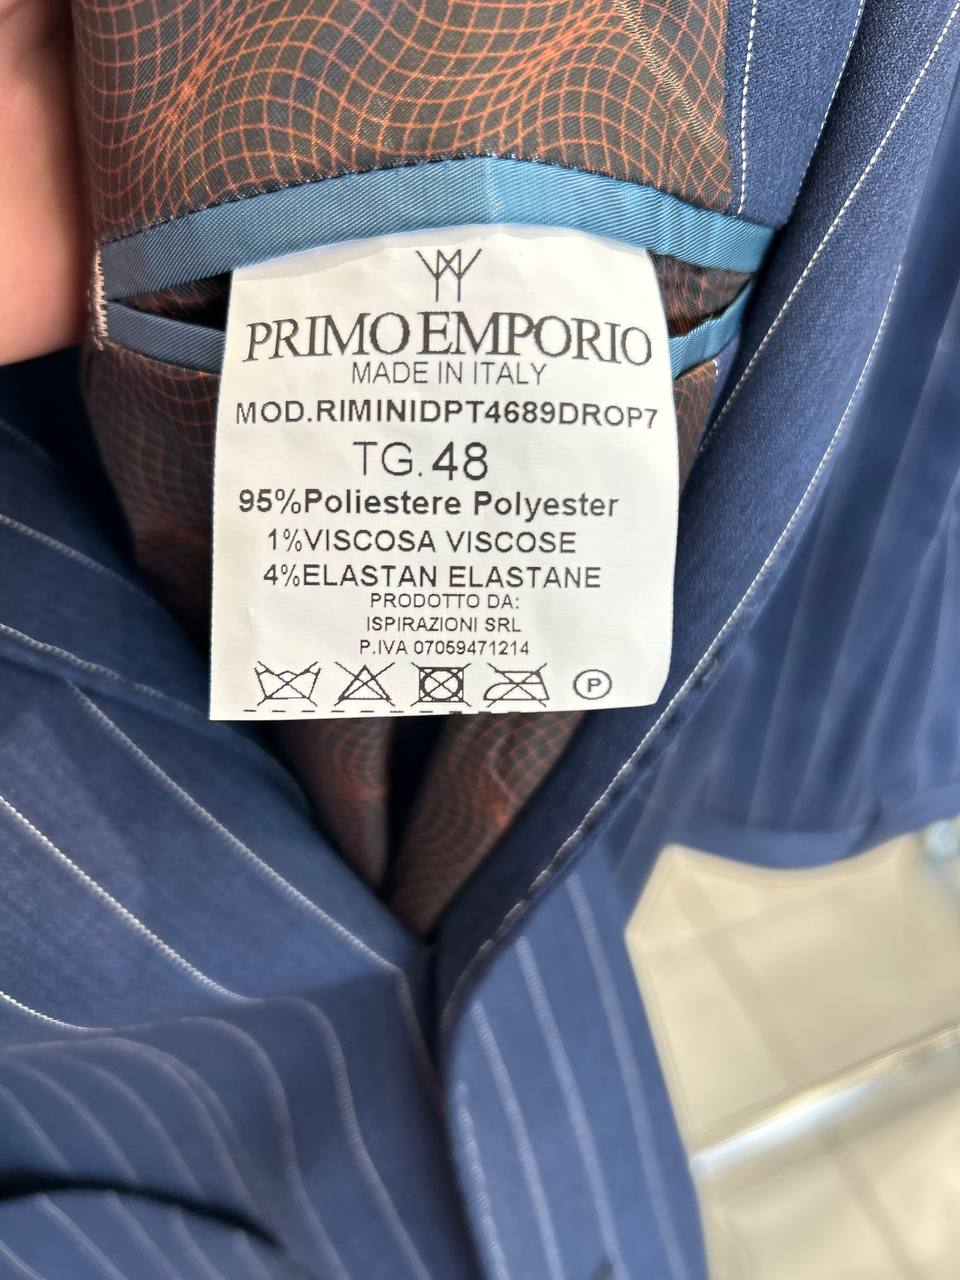 PRIMO EMPORIO
MADE IN ITALY
MOD.RIMINIDPT4689DROP7
TG.48
95%Poliestere Polyester
1%VISCOSA VISCOSE
4%ELASTAN ELASTANE
PRODOTTO DA:
ISPIRAZIONI SRL
P.IVA 07059471214
P